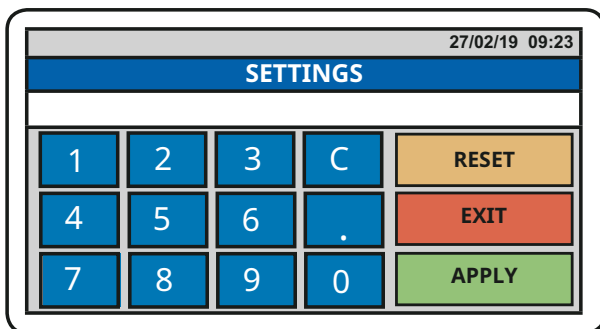 27/02/19 09:23
SETTINGS
1 2 3 C RESET
4 5 6 . EXIT
7 8 9 0 APPLY